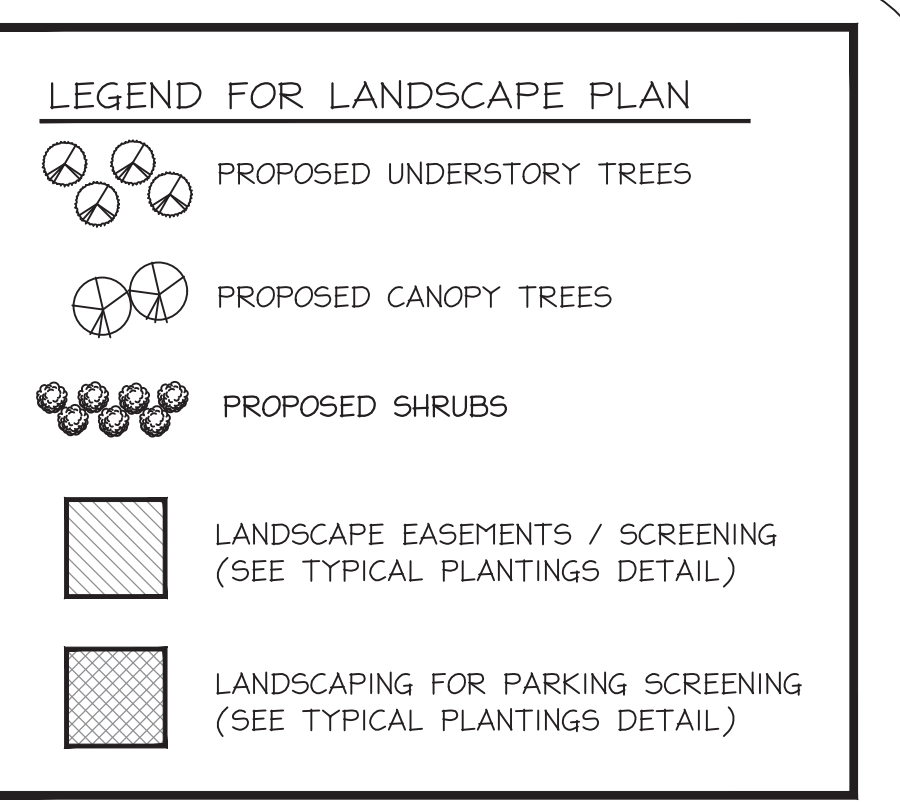 LEGEND FOR LANDSCAPE PLAN
PROPOSED UNDERSTORY TREES
PROPOSED CANOPY TREES
PROPOSED SHRUBS
LANDSCAPE EASEMENTS / SCREENING
(SEE TYPICAL PLANTINGS DETAIL)
LANDSCAPING FOR PARKING SCREENING
(SEE TYPICAL PLANTINGS DETAIL)